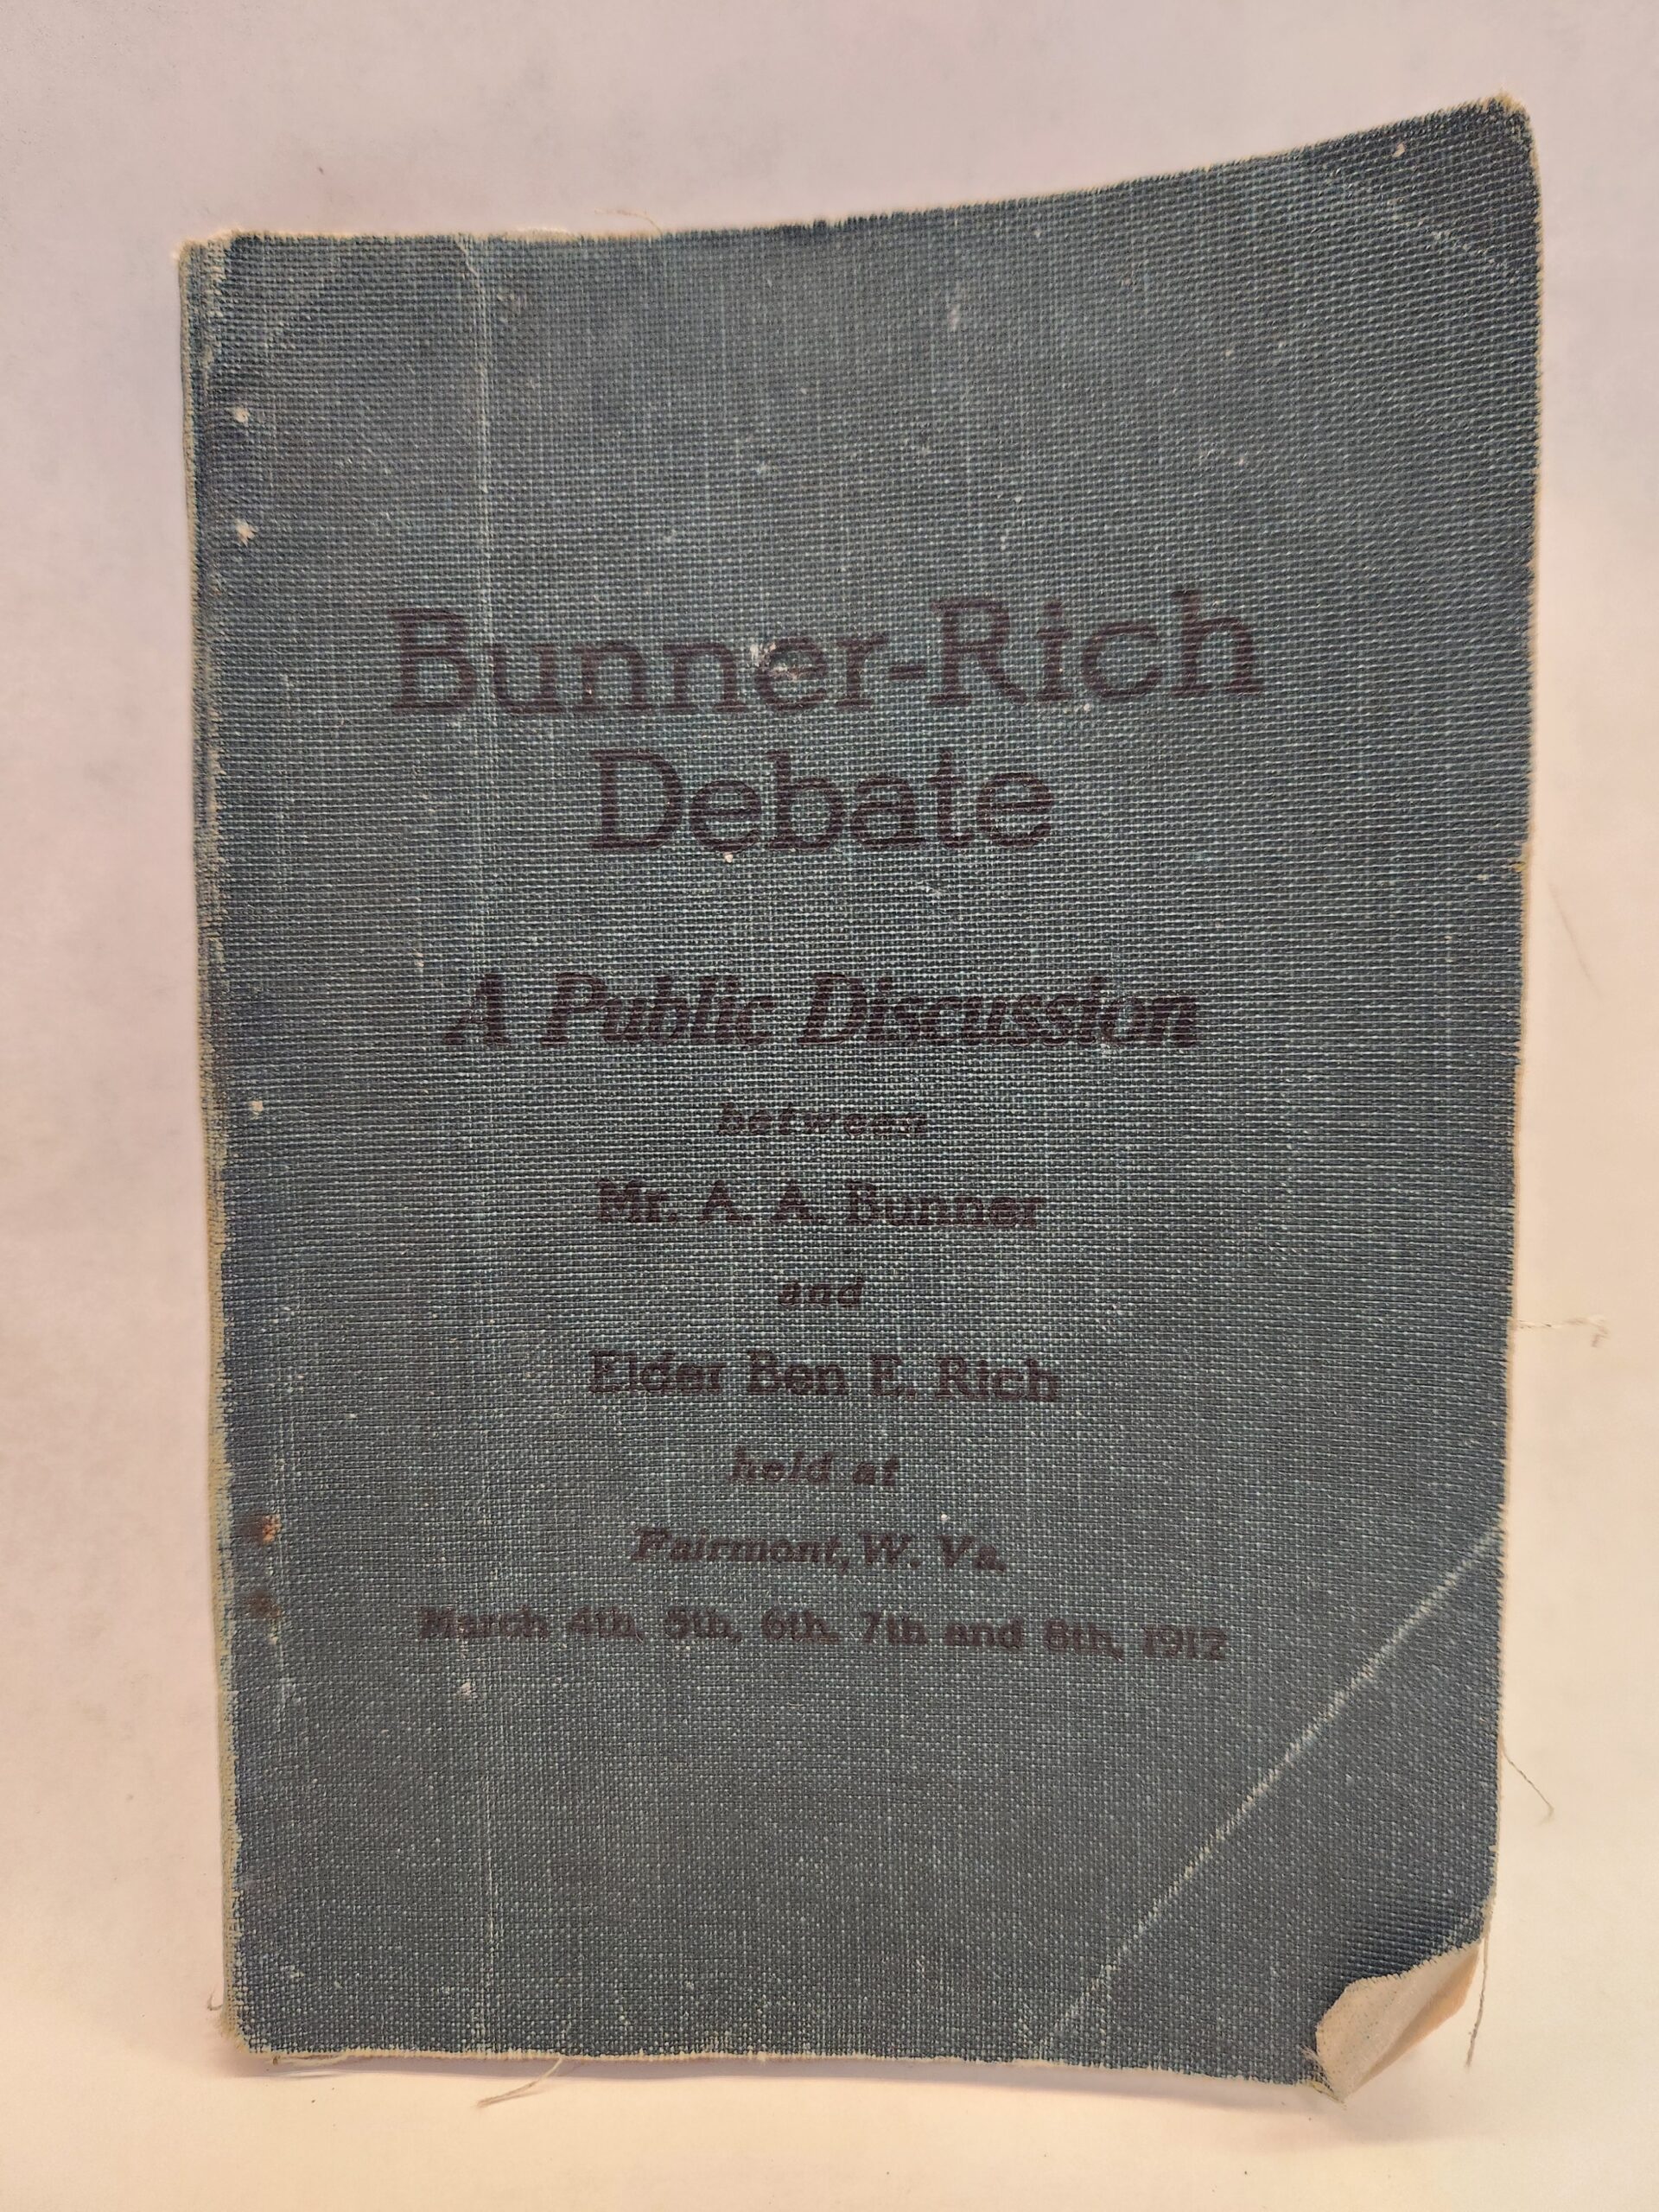 Bunner-Rich
Debate
A Public Discussion
between
Mr. A. A. Bunner
and
Elder Ben E. Rich
held at
Fairmont, W. Va.
March 4th, 5th, 6th, 7th and 8th, 1912